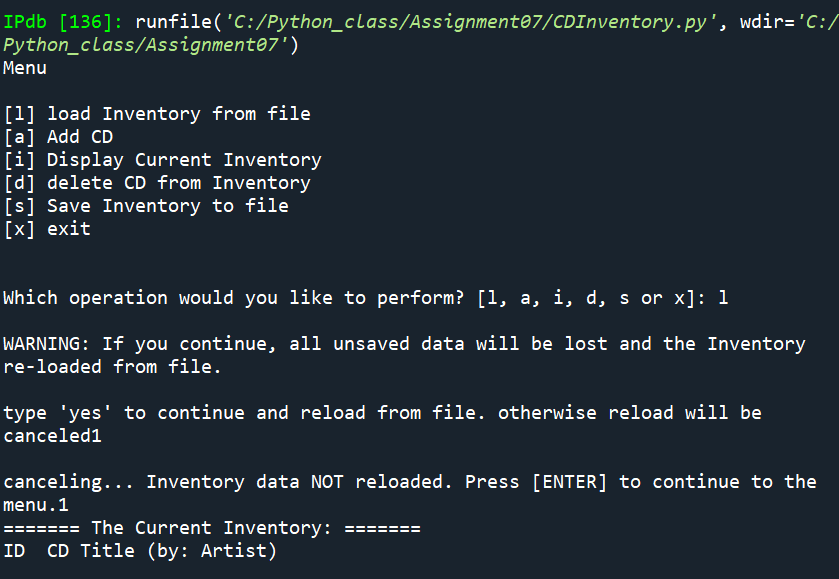 IPdb [136]: runfile('C:/Python_class/Assignment07/CDInventory.py', wdir='C:/
Python_class/Assignment07')
Menu
[l] load Inventory from file
[a] Add CD
[i] Display Current Inventory
[d] delete CD from Inventory
[s] Save Inventory to file
[x] exit
Which operation would you like to perform? [l, a, i, d, s or x]: l
WARNING: If you continue, all unsaved data will be lost and the Inventory
re-loaded from file.
type 'yes' to continue and reload from file. otherwise reload will be
canceled1
canceling... Inventory data NOT reloaded. Press [ENTER] to continue to the
menu.1
======= The Current Inventory: =======
ID  CD Title (by: Artist)